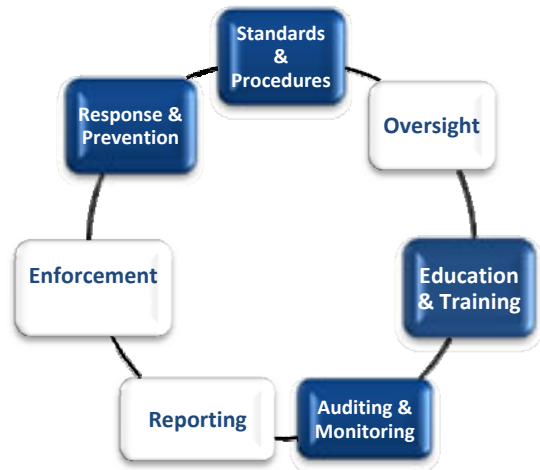 Standards
&
Procedures
Oversight
Education
& Training
Auditing &
Monitoring
Reporting
Enforcement
Response &
Prevention